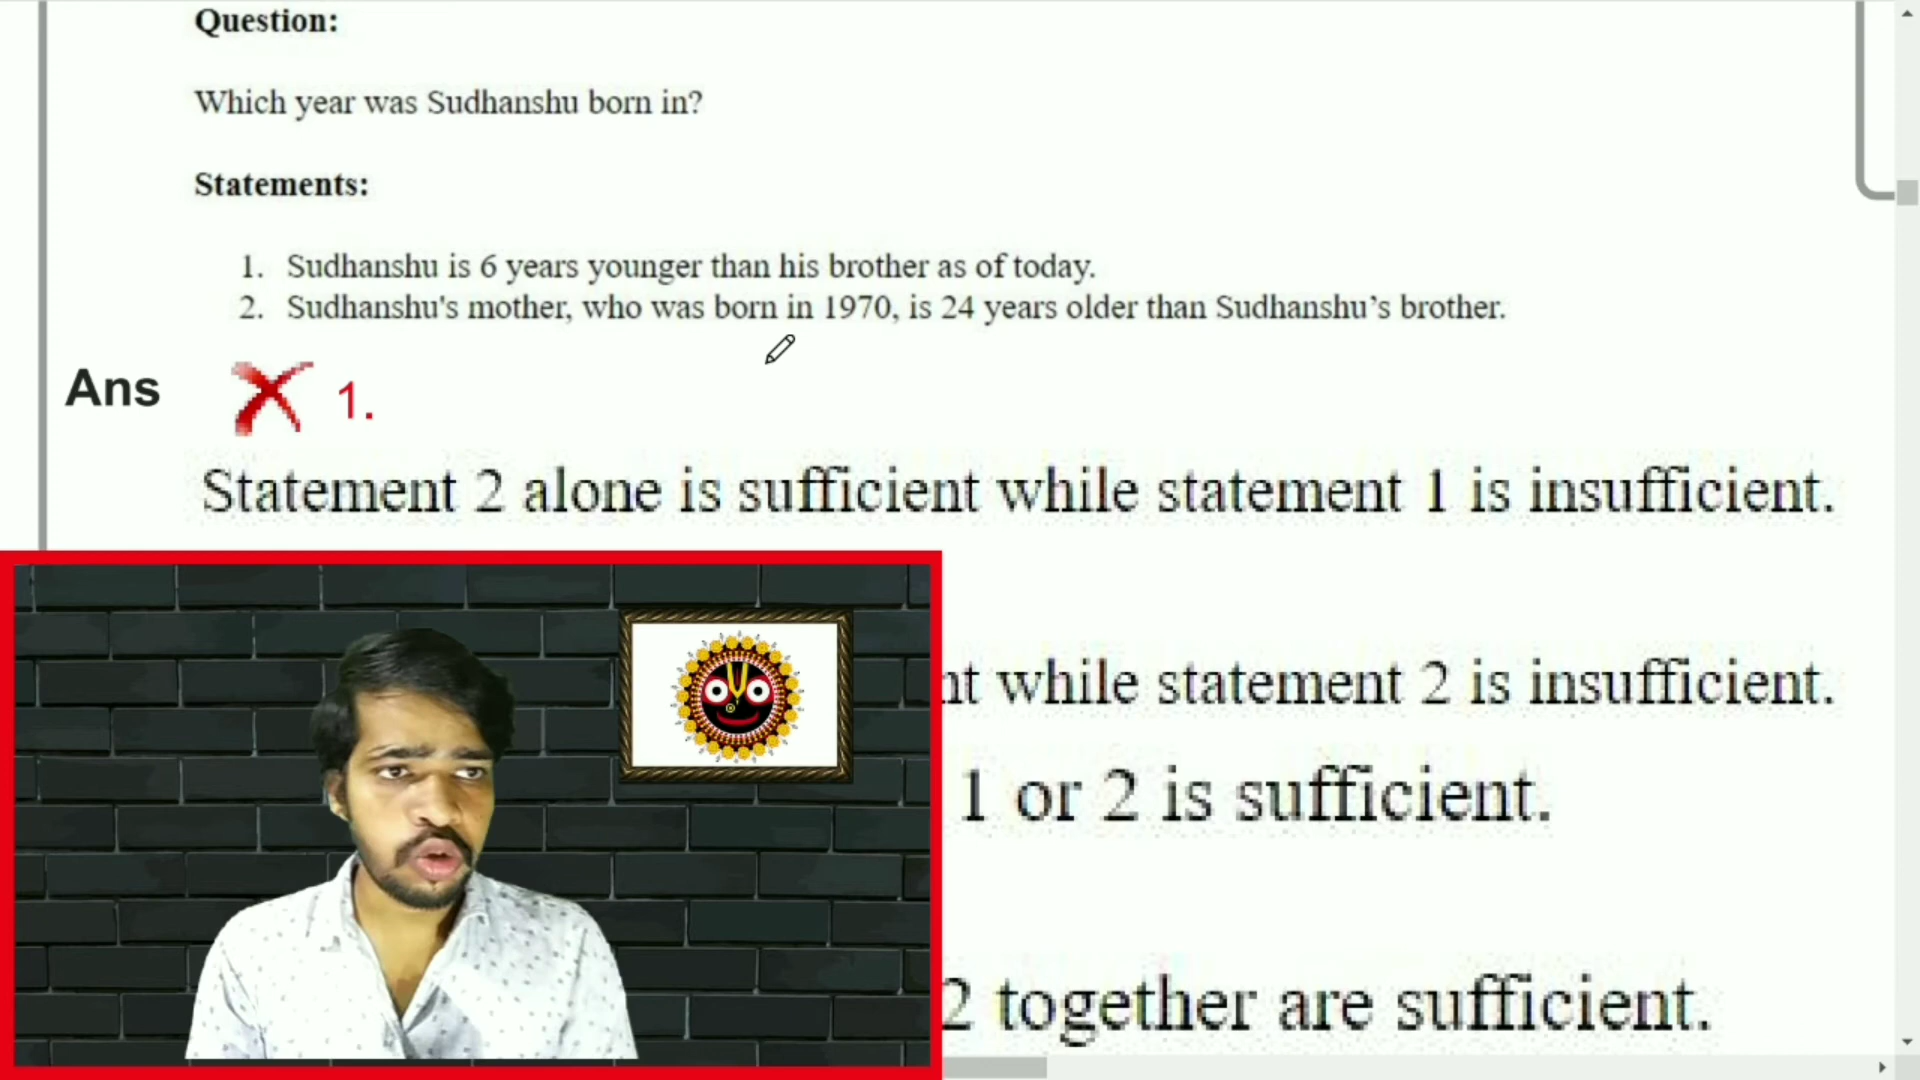 Question:
Which year was Sudhanshu born in?
Statements:
1. Sudhanshu is 6 years younger than his brother as of today.
2. Sudhanshu's mother, who was born in 1970, is 24 years older than Sudhanshu’s brother.
Ans 1.
Statement 2 alone is sufficient while statement 1 is insufficient.
while statement 2 is insufficient.
1 or 2 is sufficient.
2 together are sufficient.